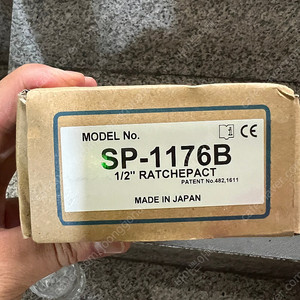 MODEL No.
SP-1176B
1/2" RATCHEPACT
PATENT No.482,1611
MADE IN JAPAN
CE